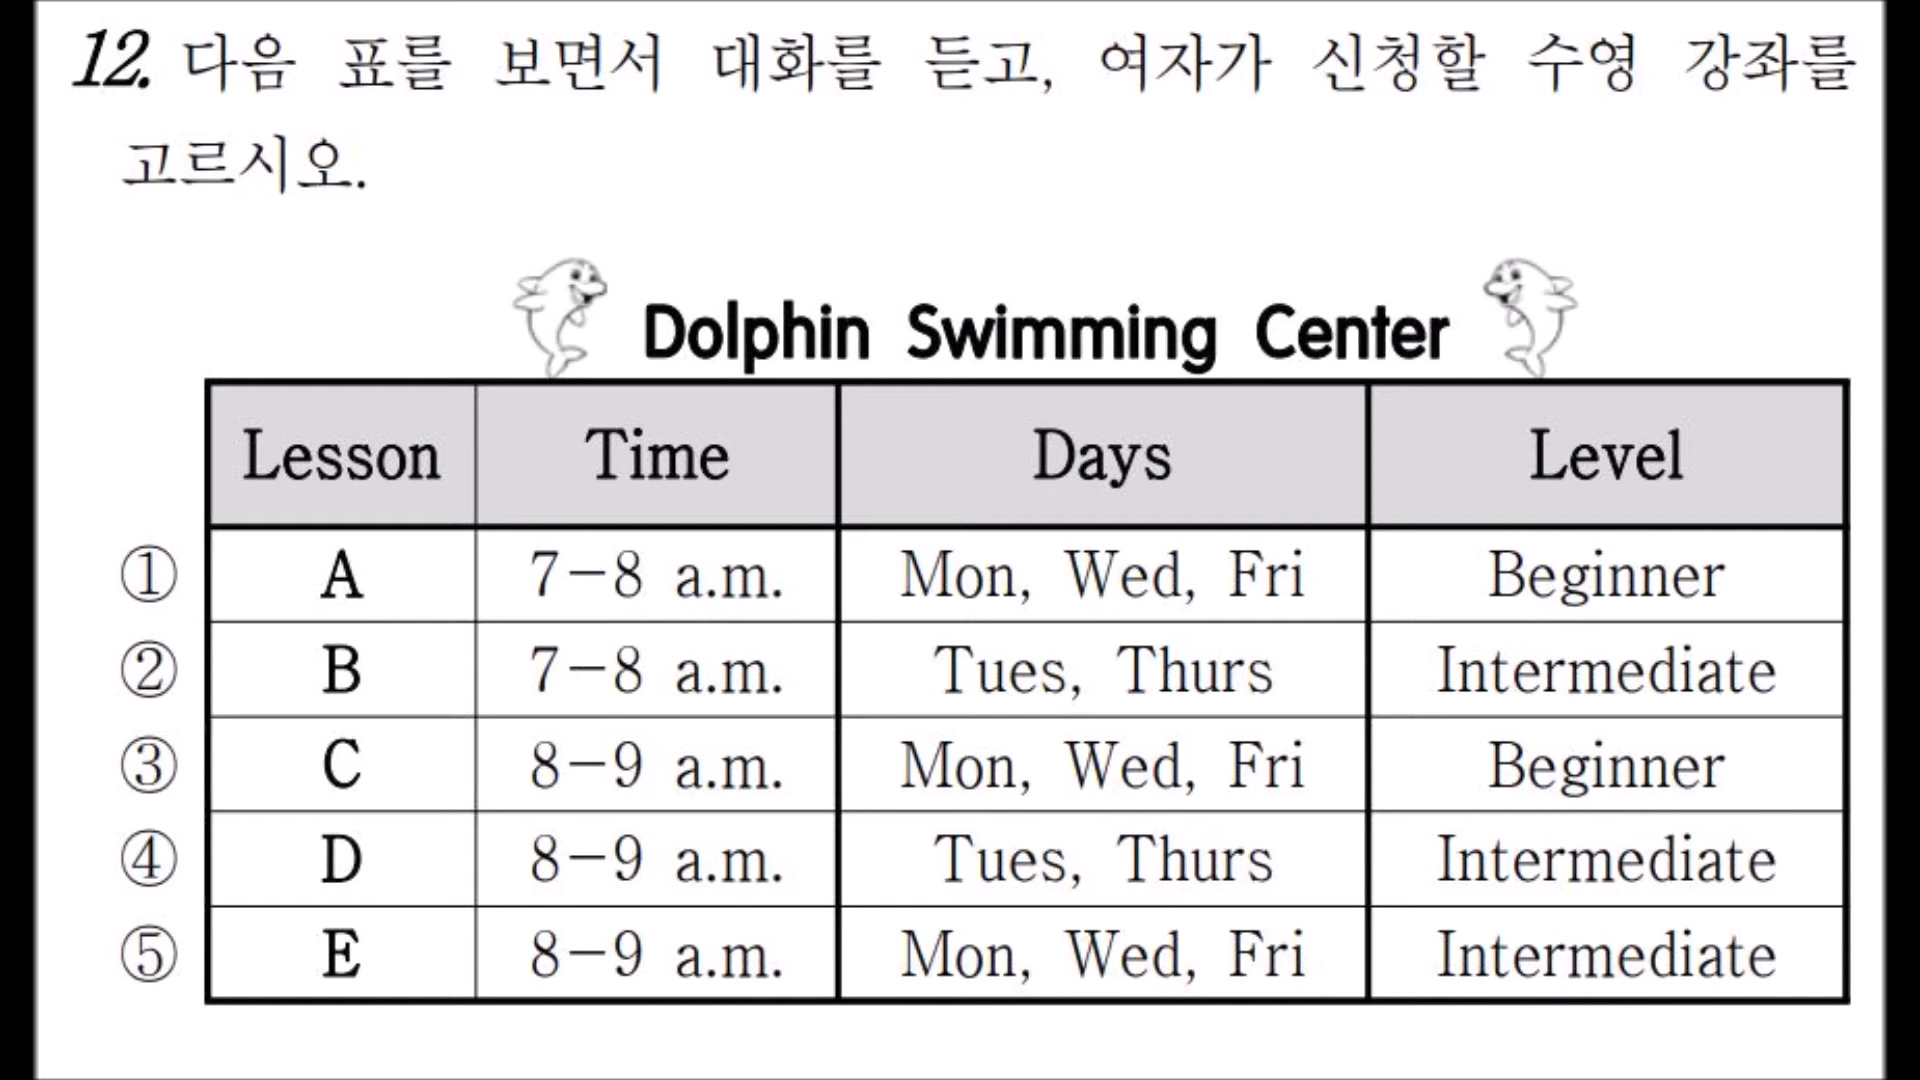 12. 다음 표를 보면서 대화를 듣고, 여자가 신청할 수영 강좌를
고르시오.
Dolphin Swimming Center
Lesson Time Days Level
① A 7-8 a.m. Mon, Wed, Fri Beginner
② B 7-8 a.m. Tues, Thurs Intermediate
③ C 8-9 a.m. Mon, Wed, Fri Beginner
④ D 8-9 a.m. Tues, Thurs Intermediate
⑤ E 8-9 a.m. Mon, Wed, Fri Intermediate